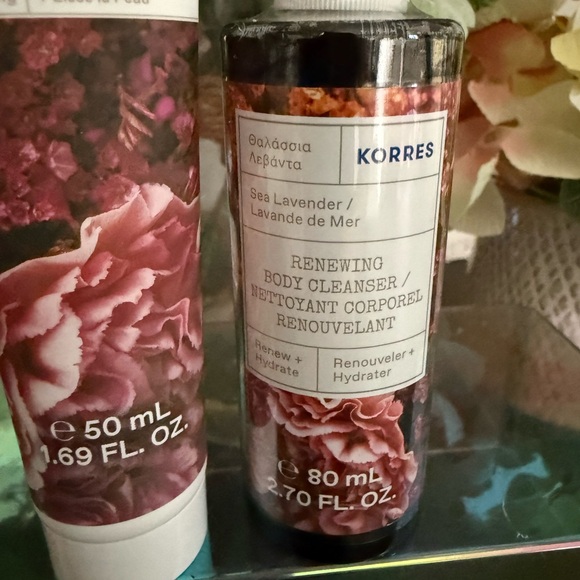 e 50 mL
1.69 FL. OZ.
Θαλάσσια
Λεβάντα
KORRES
Sea Lavender /
Lavande de Mer
RENEWING
BODY CLEANSER /
NETTOYANT CORPOREL
RENOUVELANT
Renew +
Hydrate
Renouveler +
Hydrater
e 80 mL
2.70 FL. OZ.